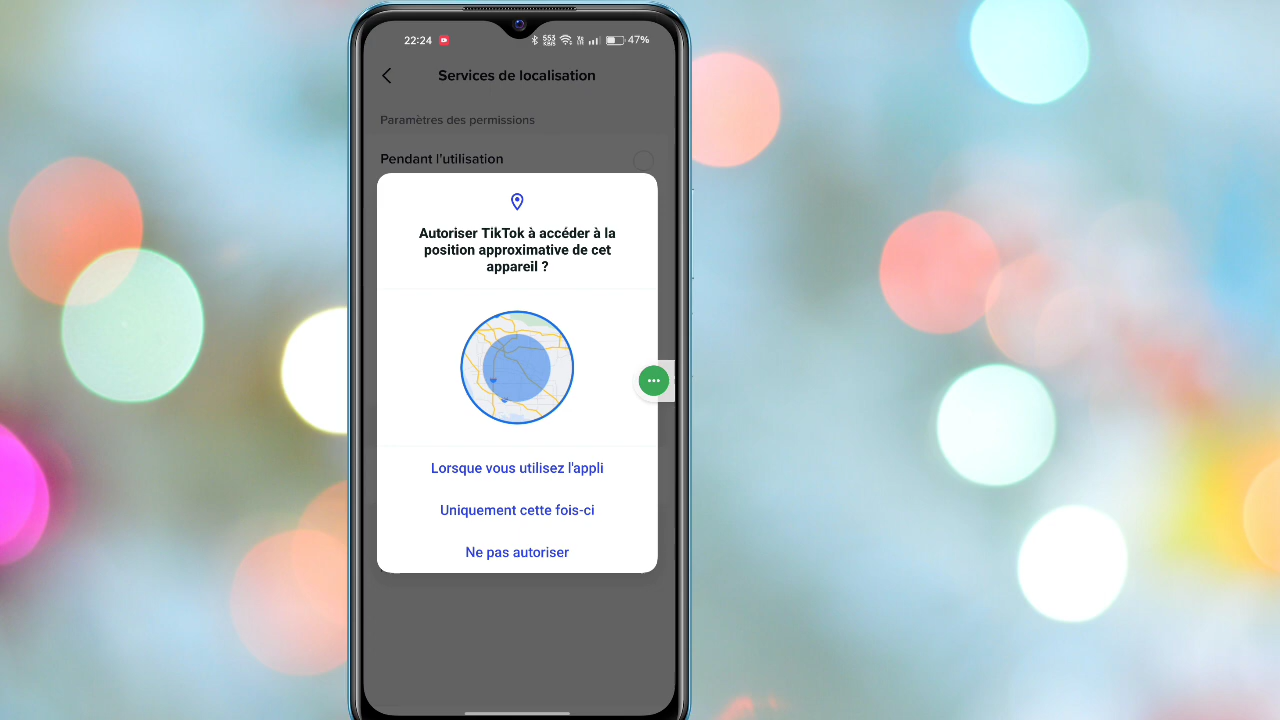 22:24
553
47%
Services de localisation
Paramètres des permissions
Pendant l'utilisation
Autoriser TikTok à accéder à la
position approximative de cet
appareil ?
Lorsque vous utilisez l'appli
Uniquement cette fois-ci
Ne pas autoriser